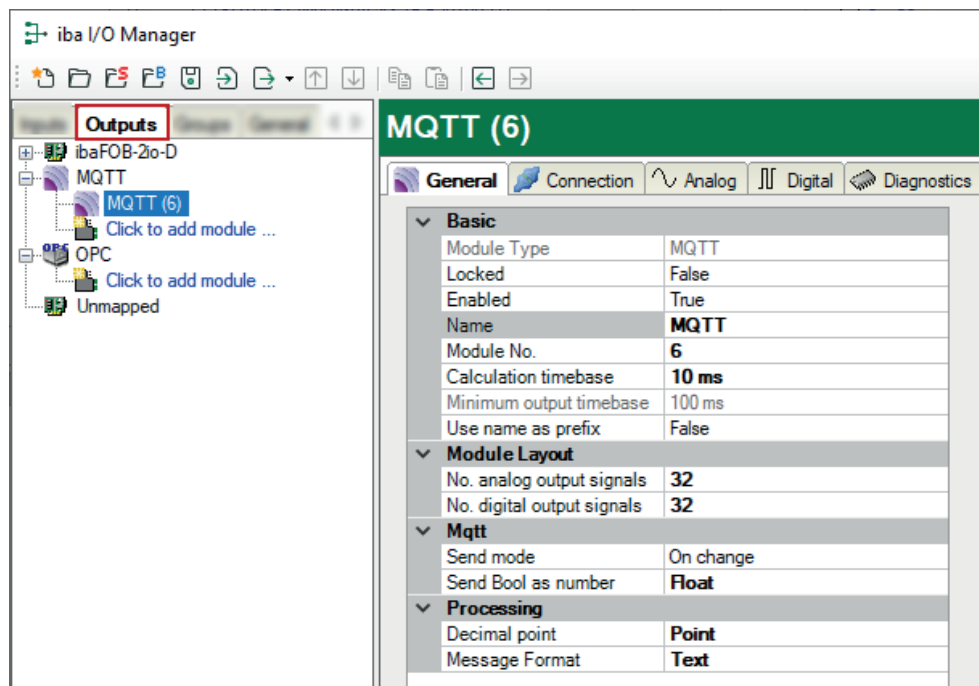 iba I/O Manager
Outputs
ibaFOB-2io-D
MQTT
MQTT (6)
Click to add module ...
OPC
OPC
Click to add module ...
Unmapped
MQTT (6)
General Connection Analog Digital Diagnostics
Basic
Module Type MQTT
Locked False
Enabled True
Name MQTT
Module No. 6
Calculation timebase 10 ms
Minimum output timebase 100 ms
Use name as prefix False
Module Layout
No. analog output signals 32
No. digital output signals 32
Mqtt
Send mode On change
Send Bool as number Float
Processing
Decimal point Point
Message Format Text